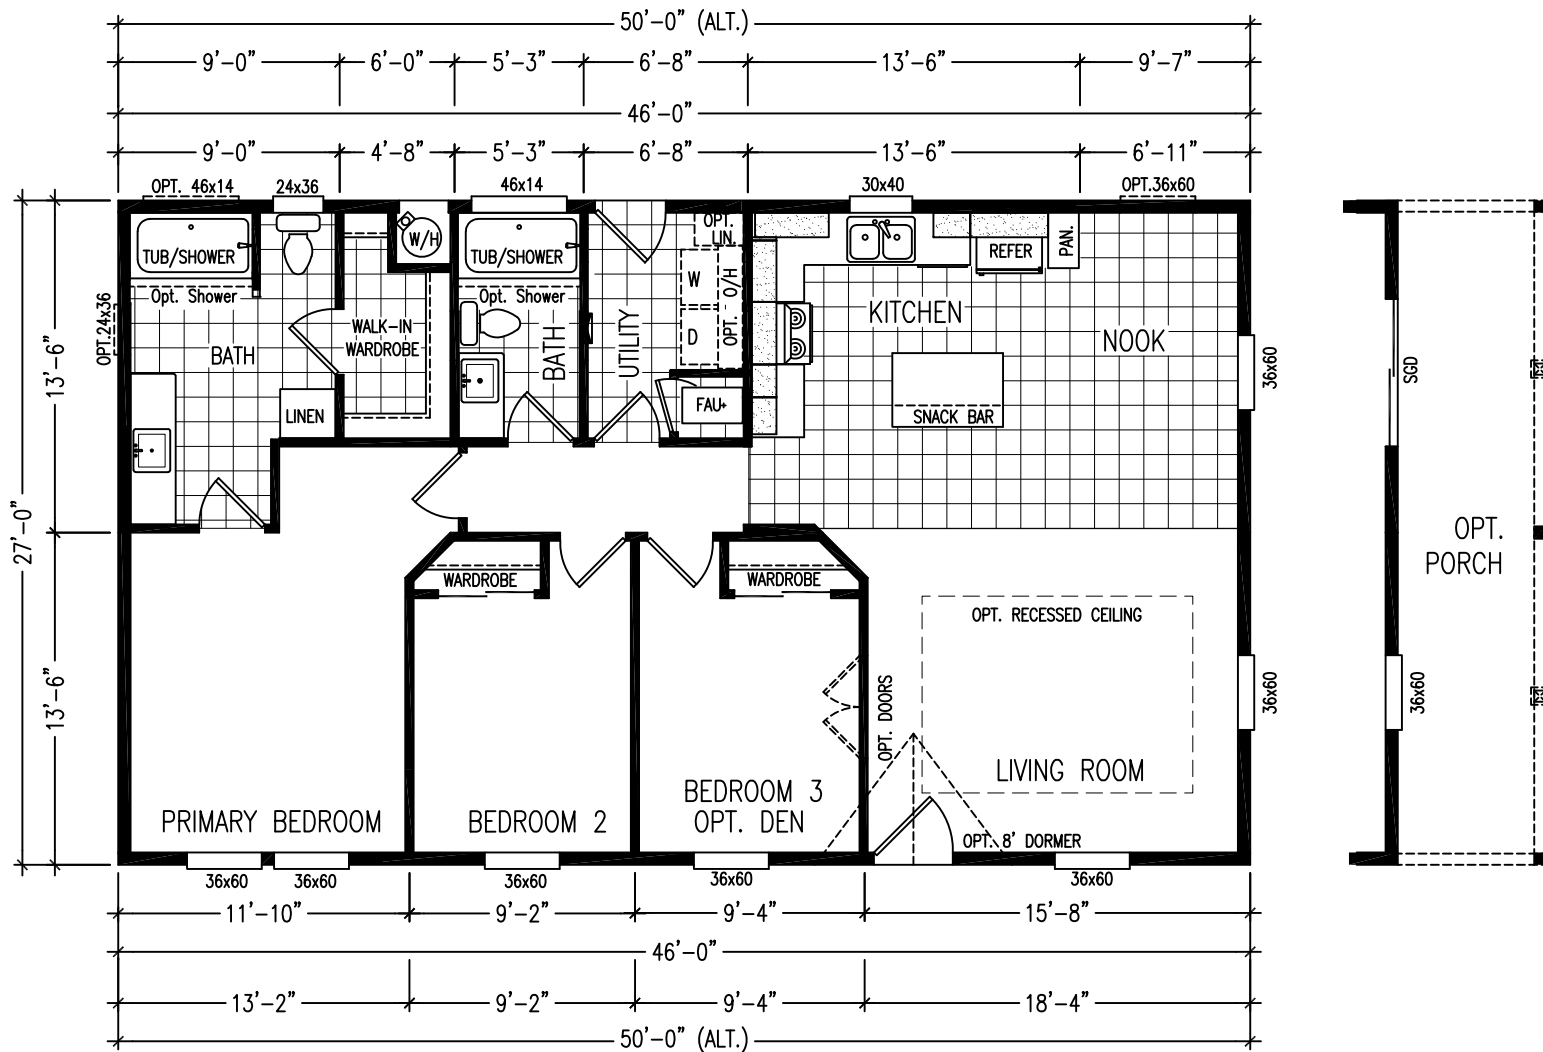 50'-0" (ALT.)
9'-0" 6'-0" 5'-3" 6'-8" 13'-6" 9'-7"
46'-0"
9'-0" 4'-8" 5'-3" 6'-8" 13'-6" 6'-11"
OPT. 46x14 24x36 46x14 30x40 OPT.36x60
OPT. LIN.
W/H
TUB/SHOWER TUB/SHOWER
REFER
PAN.
W
OPT. O/H
Opt. Shower Opt. Shower
OPT.24x36
KITCHEN
WALK-IN
WARDROBE
BATH
BATH
UTILITY
D
NOOK
36x60
SGD
13'-6"
LINEN
FAU+
SNACK BAR
27'-0"
OPT.
PORCH
WARDROBE WARDROBE
OPT. RECESSED CEILING
13'-6"
OPT. DOORS
36x60
36x60
LIVING ROOM
PRIMARY BEDROOM
BEDROOM 2
BEDROOM 3
OPT. DEN
OPT. 8' DORMER
36x60 36x60 36x60 36x60 36x60
11'-10" 9'-2" 9'-4" 15'-8"
46'-0"
13'-2" 9'-2" 9'-4" 18'-4"
50'-0" (ALT.)